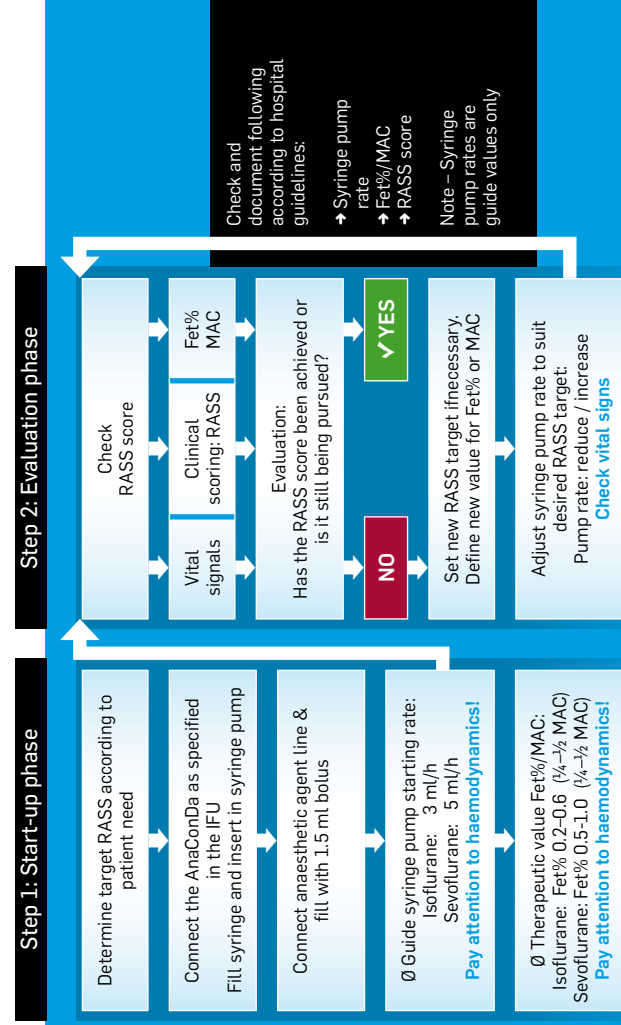 Step 1: Start-up phase
Determine target RASS according to
patient need
Connect the AnaConDa as specified
in the IFU
Fill syringe and insert in syringe pump
Connect anaesthetic agent line &
fill with 1.5 ml bolus
Ø Guide syringe pump starting rate:
Isoflurane: 3 ml/h
Sevoflurane: 5 ml/h
Pay attention to haemodynamics!
Ø Therapeutic value Fet%/MAC:
Isoflurane: Fet% 0.2–0.6 (¼–½ MAC)
Sevoflurane: Fet% 0.5-1.0 (¼–½ MAC)
Pay attention to haemodynamics!
Step 2: Evaluation phase
Check
RASS score
Vital
signals
Clinical
scoring: RASS
Fet%
MAC
Evaluation:
Has the RASS score been achieved or
is it still being pursued?
NO
✓ YES
Set new RASS target ifnecessary.
Define new value for Fet% or MAC
Adjust syringe pump rate to suit
desired RASS target:
Pump rate: reduce / increase
Check vital signs
Check and
document following
according to hospital
guidelines:
➔ Syringe pump
rate
➔ Fet%/MAC
➔ RASS score
Note – Syringe
pump rates are
guide values only